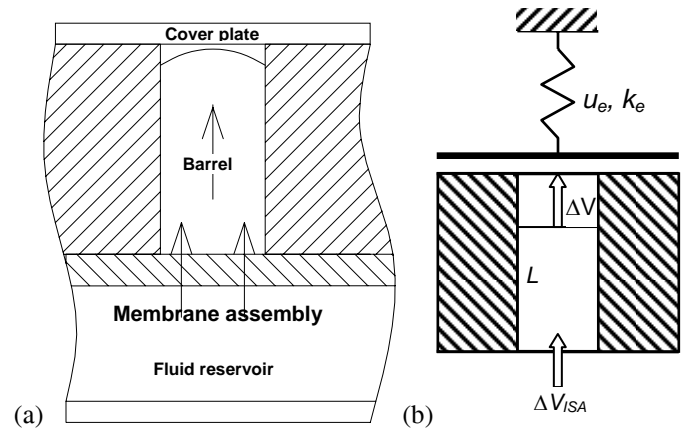 Cover plate
Barrel
Membrane assembly
Fluid reservoir
(a)
u_e, k_e
ΔV
L
ΔV_ISA
(b)